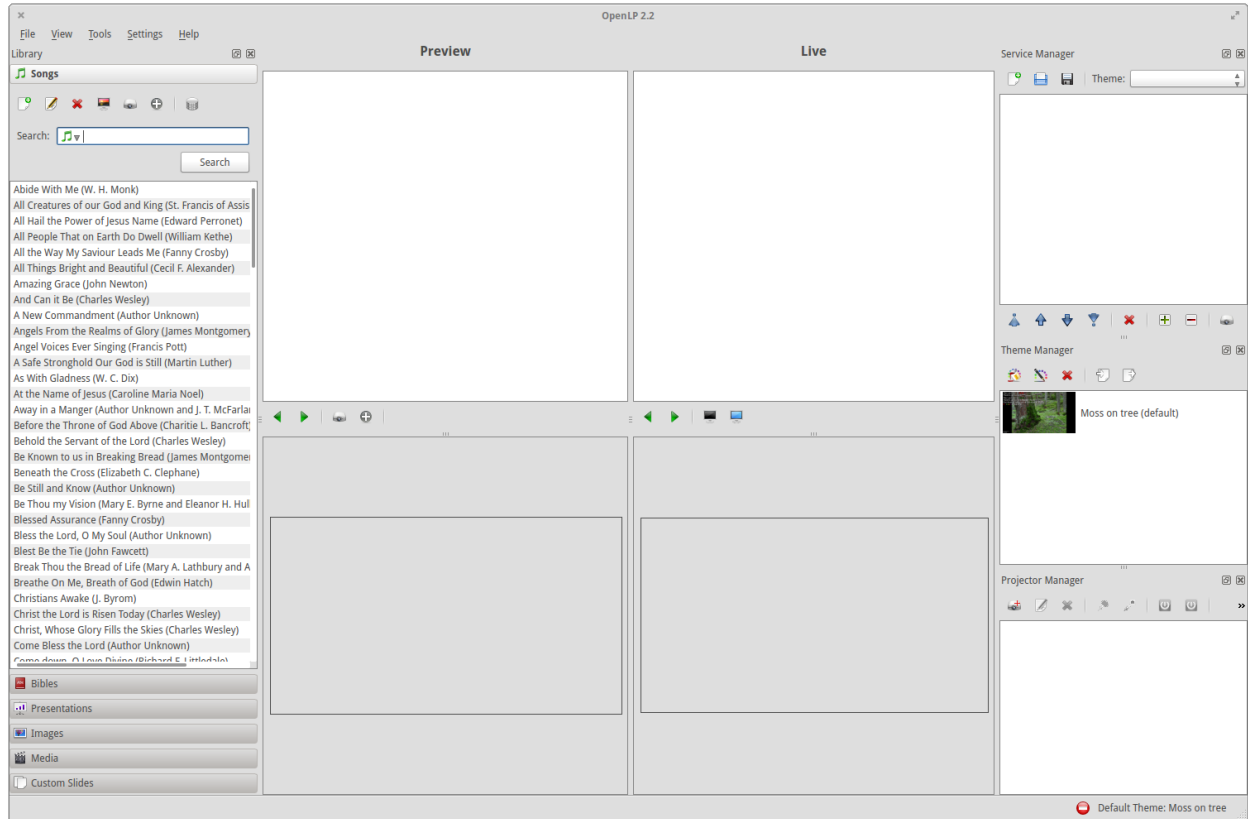 OpenLP 2.2
File View Tools Settings Help
Library
Songs
Search:
Search
Abide With Me (W. H. Monk)
All Creatures of our God and King (St. Francis of Assis
All Hail the Power of Jesus Name (Edward Perronet)
All People That on Earth Do Dwell (William Kethe)
All the Way My Saviour Leads Me (Fanny Crosby)
All Things Bright and Beautiful (Cecil F. Alexander)
Amazing Grace (John Newton)
And Can it Be (Charles Wesley)
A New Commandment (Author Unknown)
Angels From the Realms of Glory (James Montgomery
Angel Voices Ever Singing (Francis Pott)
A Safe Stronghold Our God is Still (Martin Luther)
As With Gladness (W. C. Dix)
At the Name of Jesus (Caroline Maria Noel)
Away in a Manger (Author Unknown and J. T. McFarla
Before the Throne of God Above (Charitie L. Bancroft
Behold the Servant of the Lord (Charles Wesley)
Be Known to us in Breaking Bread (James Montgome
Beneath the Cross (Elizabeth C. Clephane)
Be Still and Know (Author Unknown)
Be Thou my Vision (Mary E. Byrne and Eleanor H. Hul
Blessed Assurance (Fanny Crosby)
Bless the Lord, O My Soul (Author Unknown)
Blest Be the Tie (John Fawcett)
Break Thou the Bread of Life (Mary A. Lathbury and A
Breathe On Me, Breath of God (Edwin Hatch)
Christians Awake (J. Byrom)
Christ the Lord is Risen Today (Charles Wesley)
Christ, Whose Glory Fills the Skies (Charles Wesley)
Come Bless the Lord (Author Unknown)
Come down, O Love Divine (Richard F. Littledale)
Bibles
Presentations
Images
Media
Custom Slides
Preview
Live
Service Manager
Theme:
Theme Manager
Moss on tree (default)
Projector Manager
Default Theme: Moss on tree